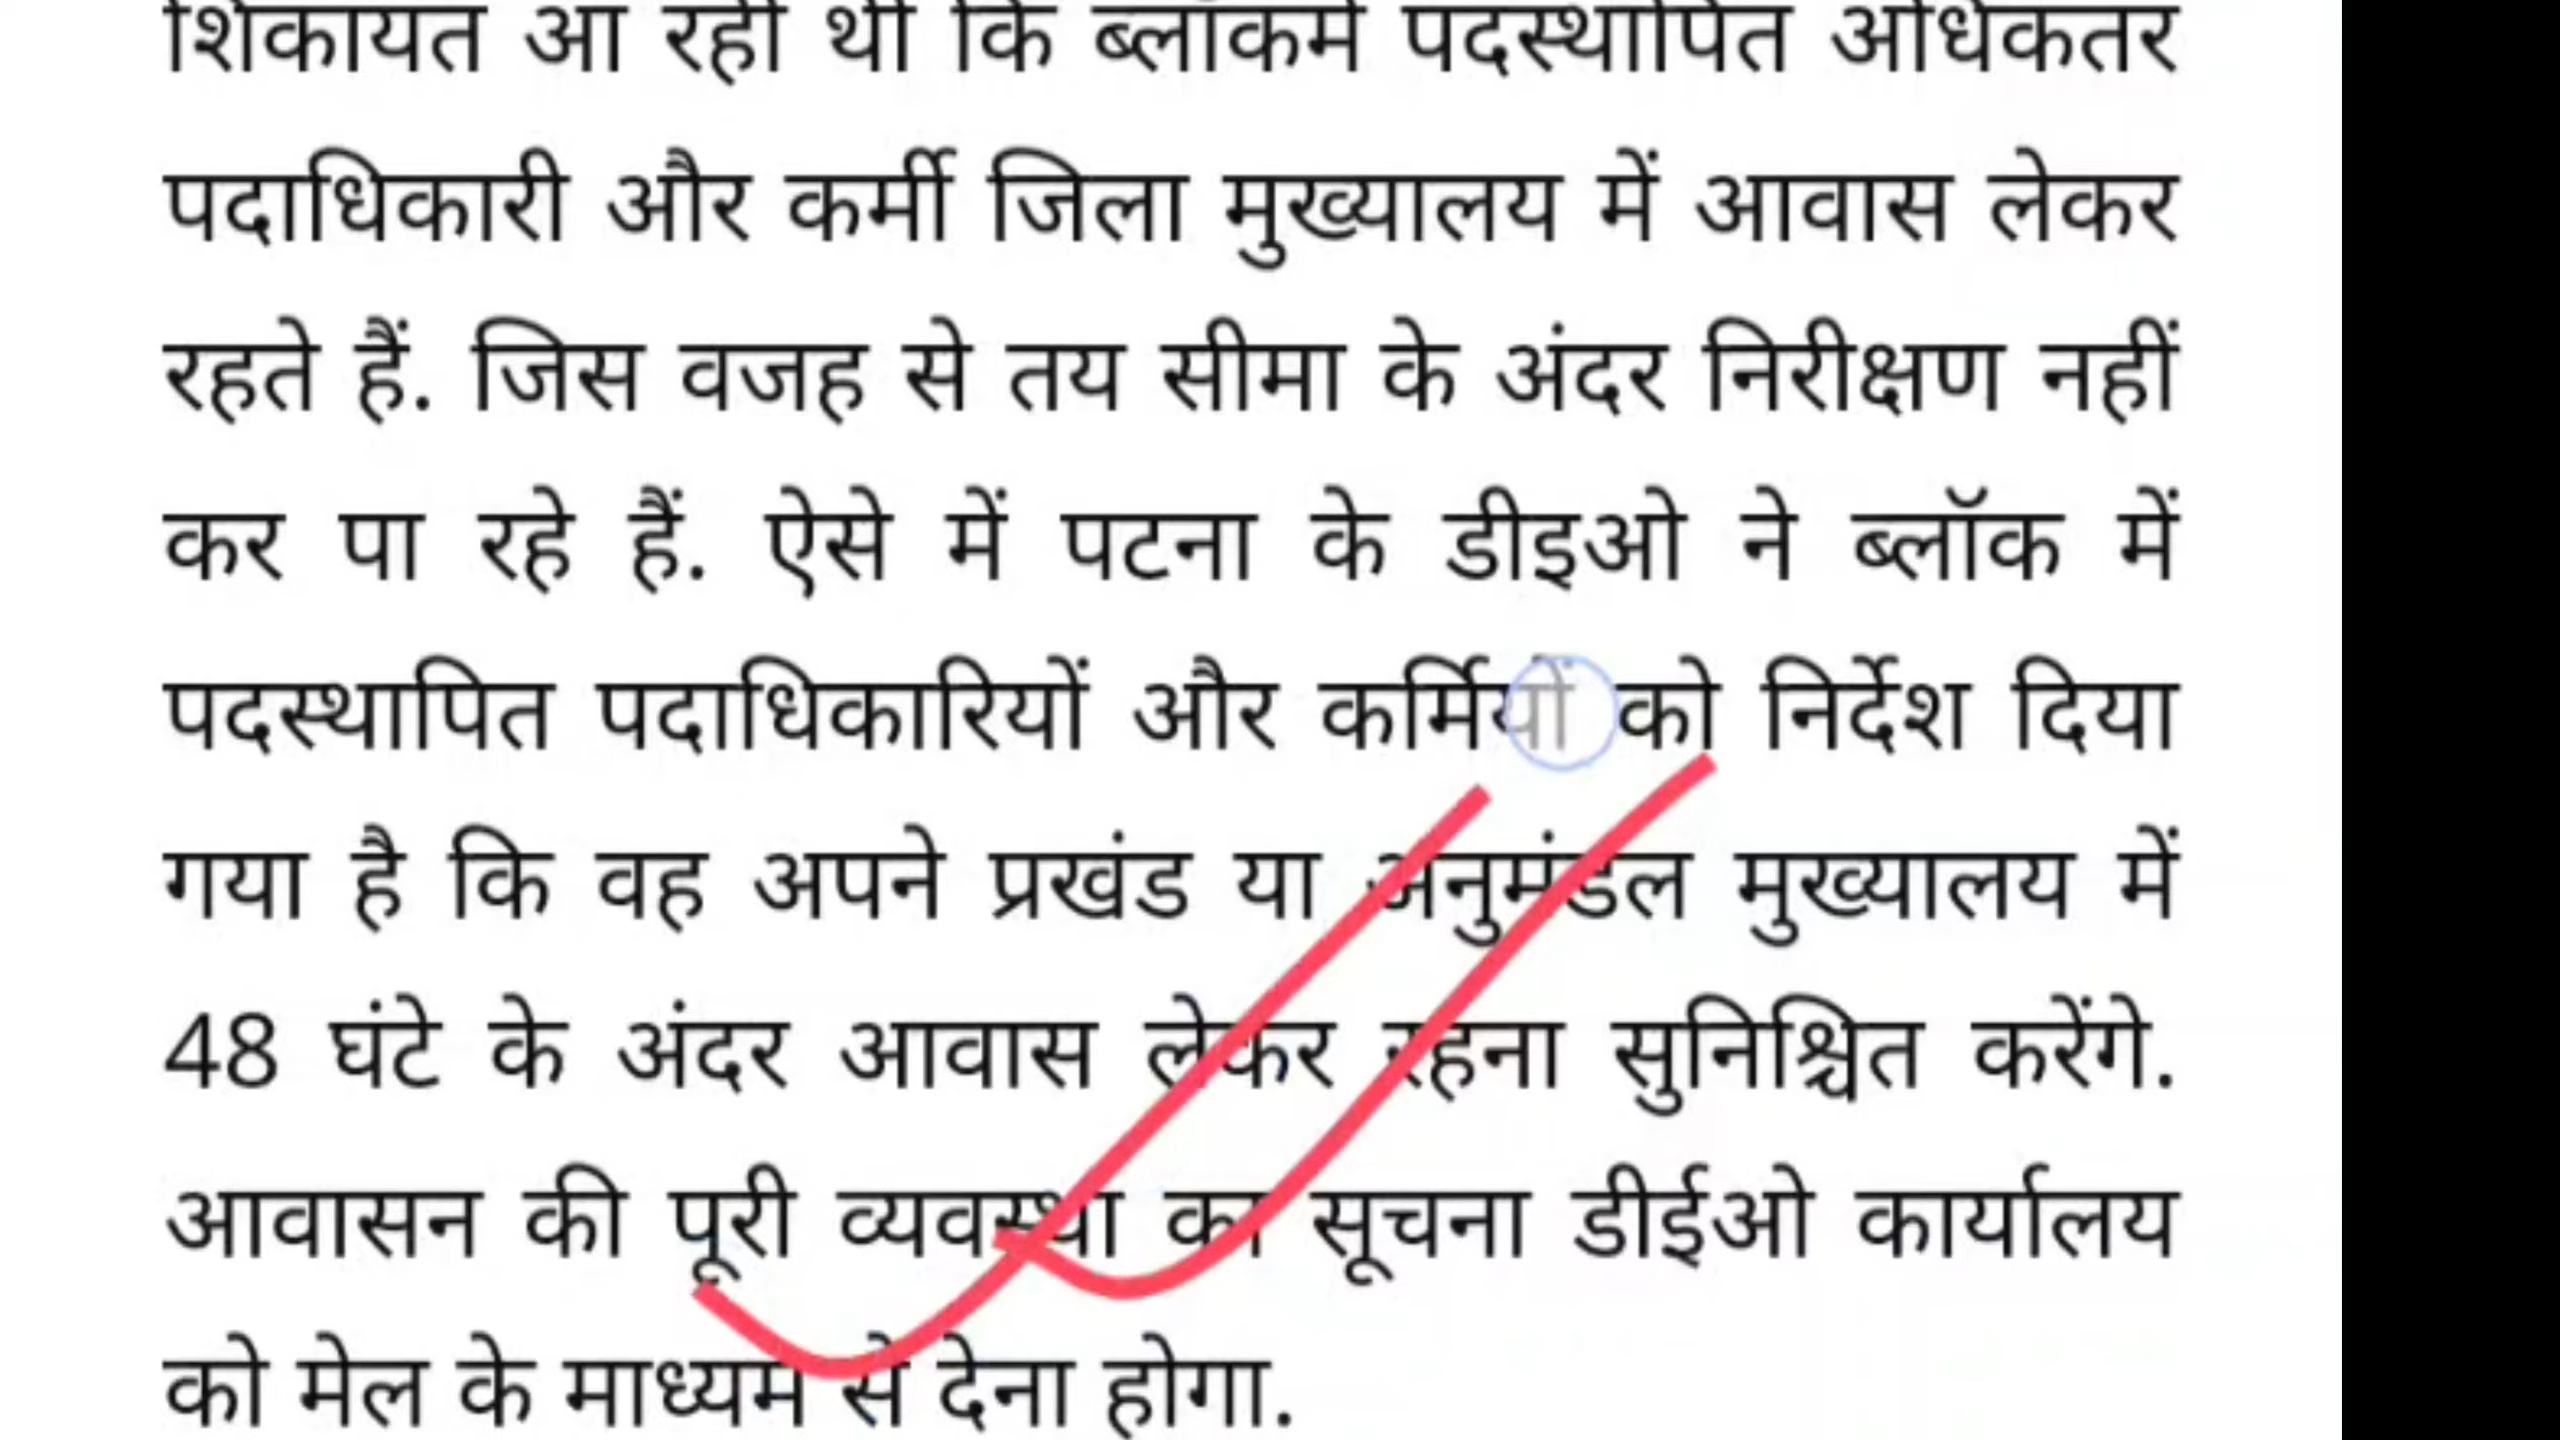 शिकायत आ रही थी कि ब्लॉकमें पदस्थापित अधिकतर
पदाधिकारी और कर्मी जिला मुख्यालय में आवास लेकर
रहते हैं. जिस वजह से तय सीमा के अंदर निरीक्षण नहीं
कर पा रहे हैं. ऐसे में पटना के डीइओ ने ब्लॉक में
पदस्थापित पदाधिकारियों और कर्मियों को निर्देश दिया
गया है कि वह अपने प्रखंड या अनुमंडल मुख्यालय में
48 घंटे के अंदर आवास लेकर रहना सुनिश्चित करेंगे.
आवासन की पूरी व्यवस्था का सूचना डीईओ कार्यालय
को मेल के माध्यम से देना होगा.